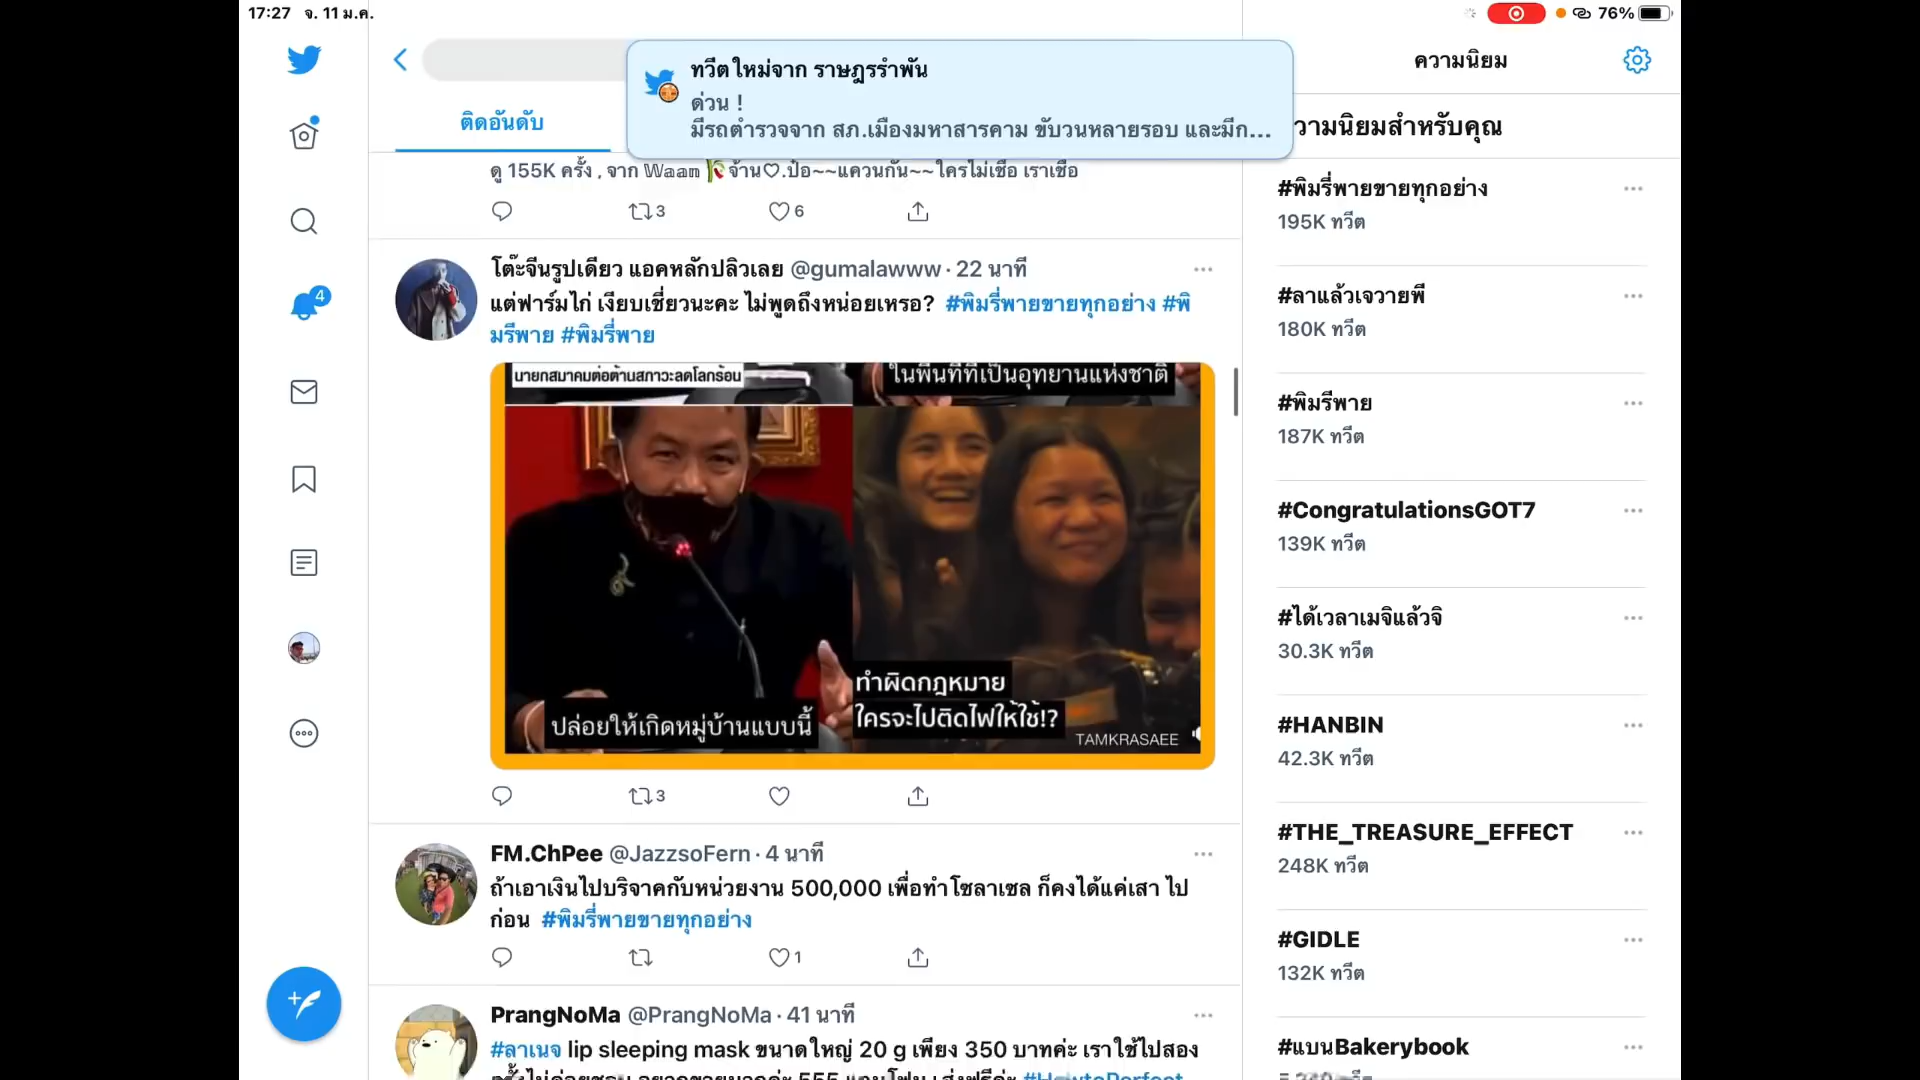 17:27 จ. 11 ม.ค.
76%
ทวีตใหม่จาก ราษฎรรำพัน
ด่วน !
มีรถตำรวจจาก สภ.เมืองมหาสารคาม ขับวนหลายรอบ และมีก...
ติดอันดับ
ดู 155K ครั้ง , จาก 𝕎𝕒𝕒𝕞 จ้าน♡.ป๋อ~~แควนกัน~~ใครไม่เชื่อ เราเชื่อ
3
6
โต๊ะจีนรูปเดียว แอคหลักปลิวเลย @gumalawww · 22 นาที
แต่ฟาร์มไก่ เงียบเชี่ยวนะคะ ไม่พูดถึงหน่อยเหรอ? #พิมรี่พายขายทุกอย่าง #พิ
มรีพาย #พิมรี่พาย
นายกสมาคมต่อต้านสภาวะลดโลกร้อน
ในพื้นที่ที่เป็นอุทยานแห่งชาติ
ปล่อยให้เกิดหมู่บ้านแบบนี้
ทำผิดกฎหมาย
ใครจะไปติดไฟให้ใช้!?
TAMKRASAEE
3
FM.ChPee @JazzsoFern · 4 นาที
ถ้าเอาเงินไปบริจาคกับหน่วยงาน 500,000 เพื่อทำโซลาเซล ก็คงได้แค่เสา ไป
ก่อน #พิมรี่พายขายทุกอย่าง
1
PrangNoMa @PrangNoMa · 41 นาที
#ลาเนจ lip sleeping mask ขนาดใหญ่ 20 g เพียง 350 บาทค่ะ เราใช้ไปสอง
4
ความนิยม
วามนิยมสำหรับคุณ
#พิมรี่พายขายทุกอย่าง
195K ทวีต
#ลาแล้วเจวายพี
180K ทวีต
#พิมรีพาย
187K ทวีต
#CongratulationsGOT7
139K ทวีต
#ได้เวลาเมจิแล้วจิ
30.3K ทวีต
#HANBIN
42.3K ทวีต
#THE_TREASURE_EFFECT
248K ทวีต
#GIDLE
132K ทวีต
#แบนBakerybook